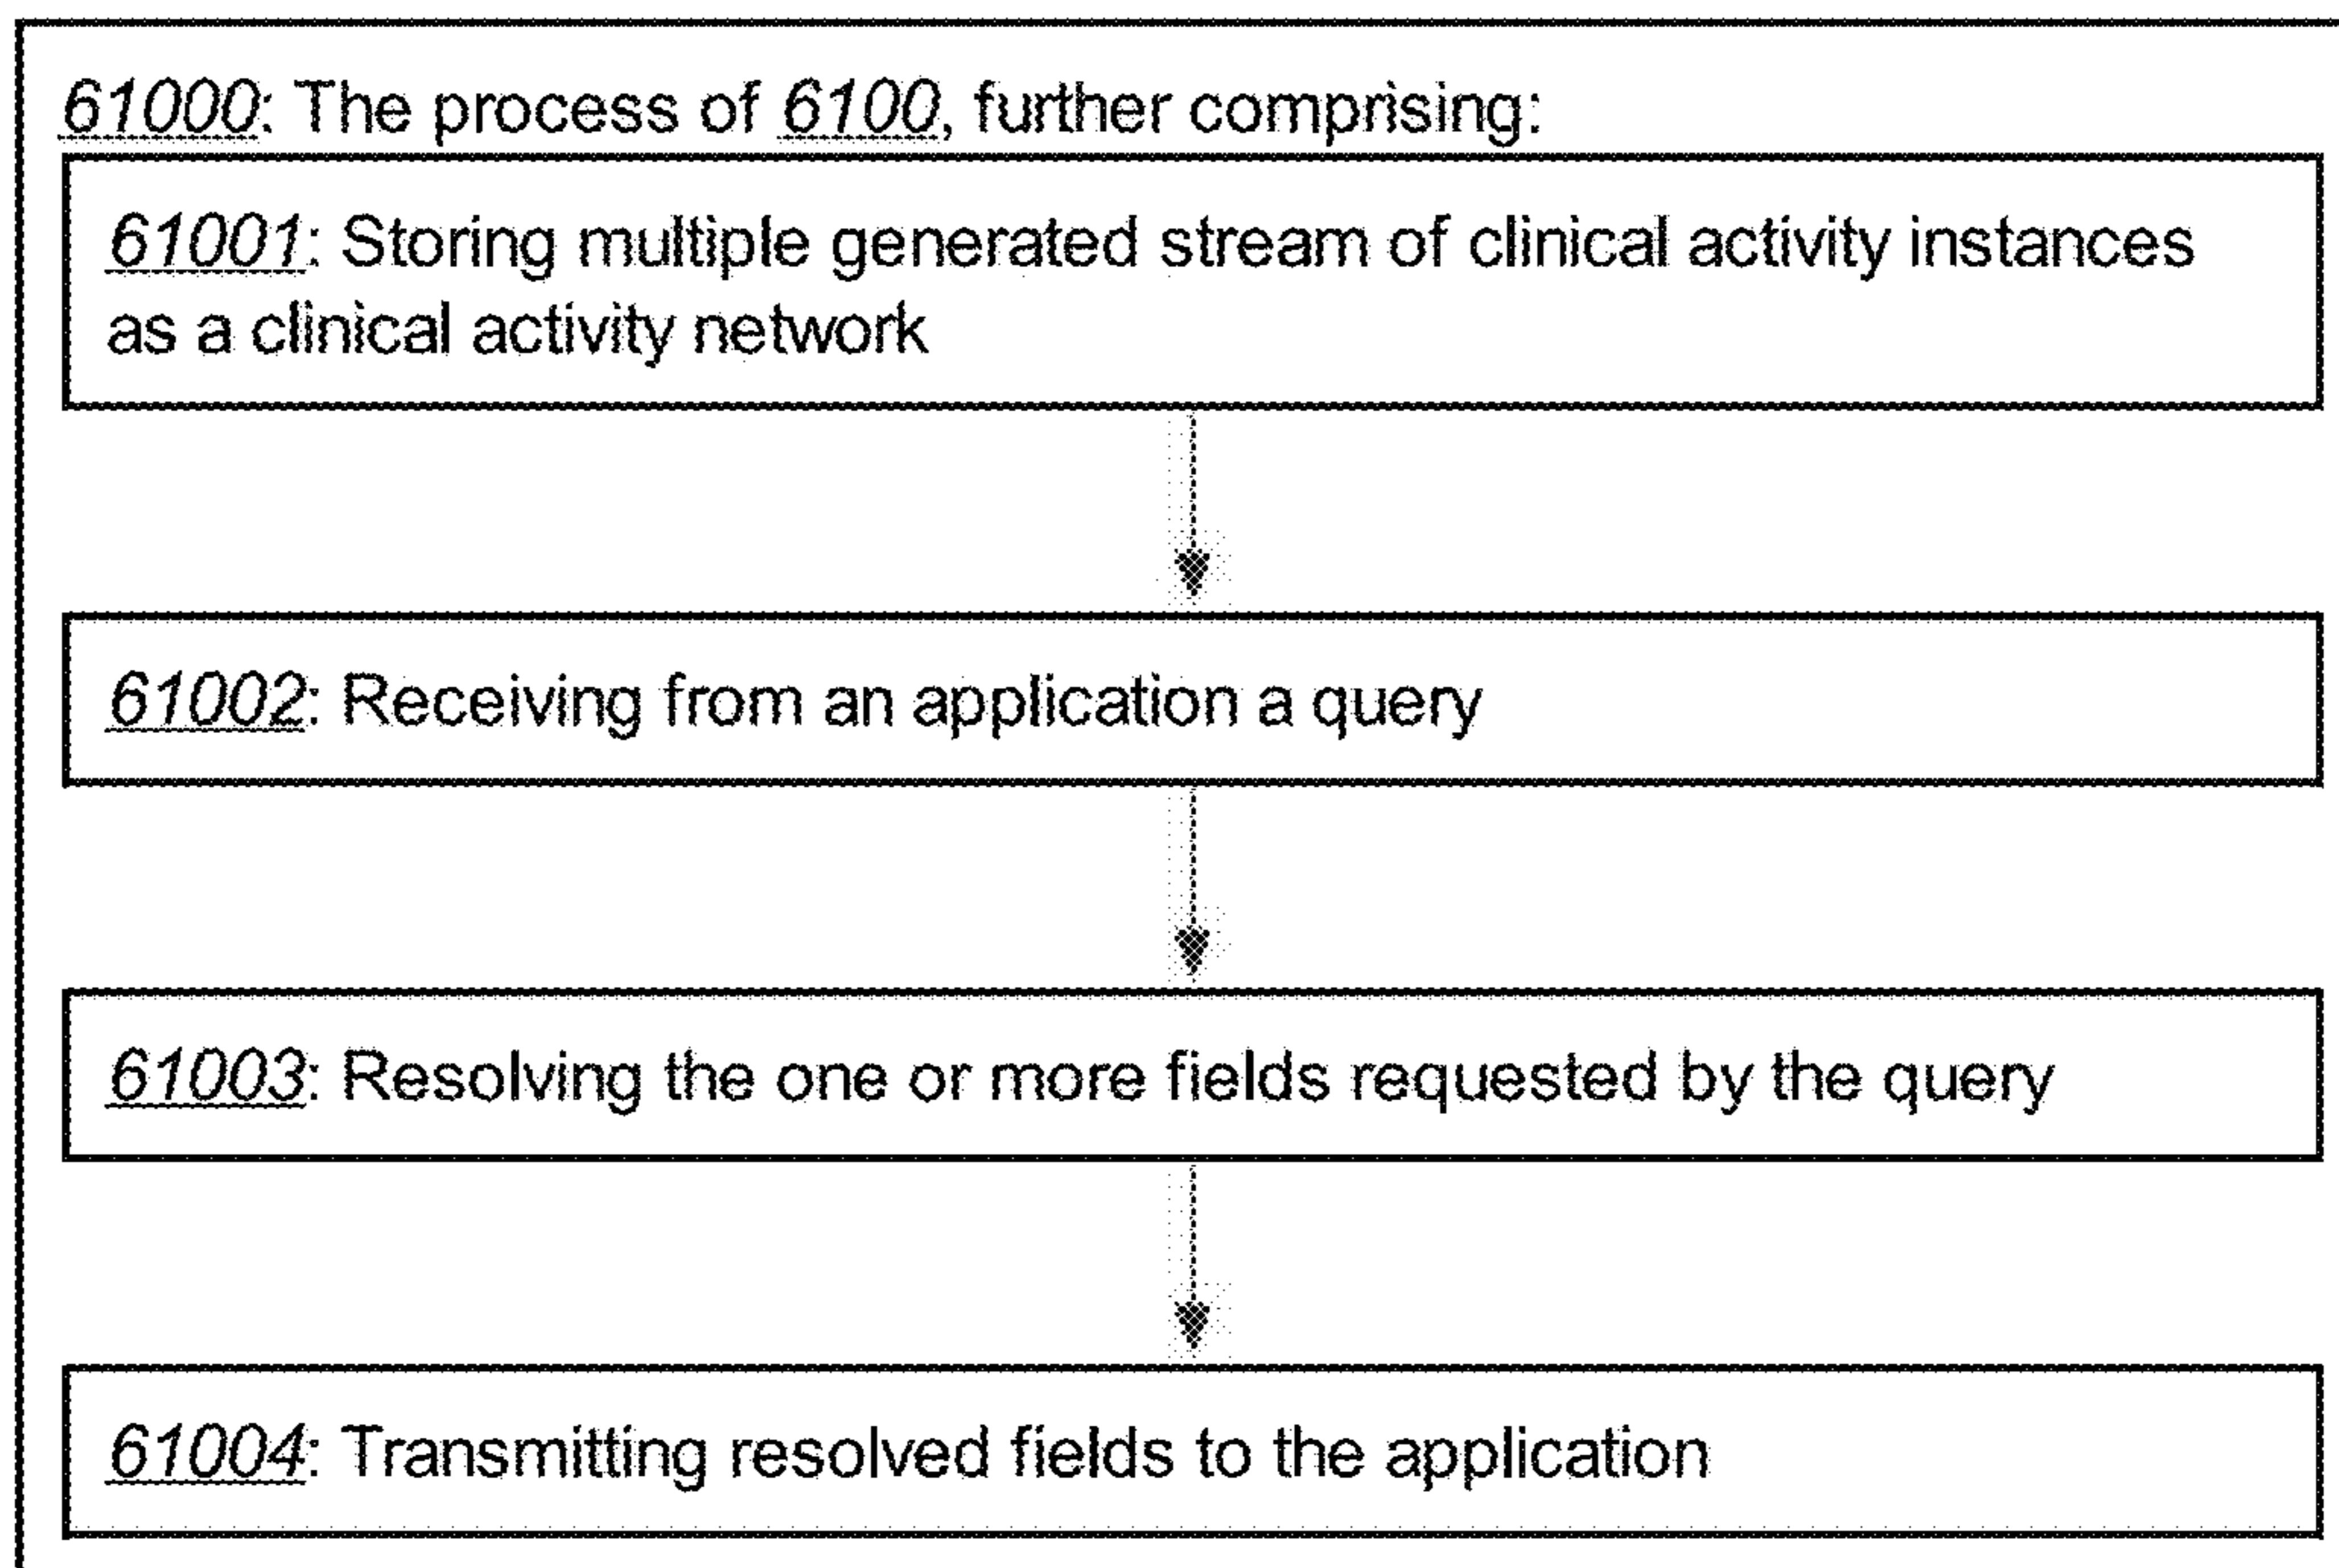 61000: The process of 6100, further comprising:
61001: Storing multiple generated stream of clinical activity instances
as a clinical activity network
61002: Receiving from an application a query
61003: Resolving the one or more fields requested by the query
61004: Transmitting resolved fields to the application